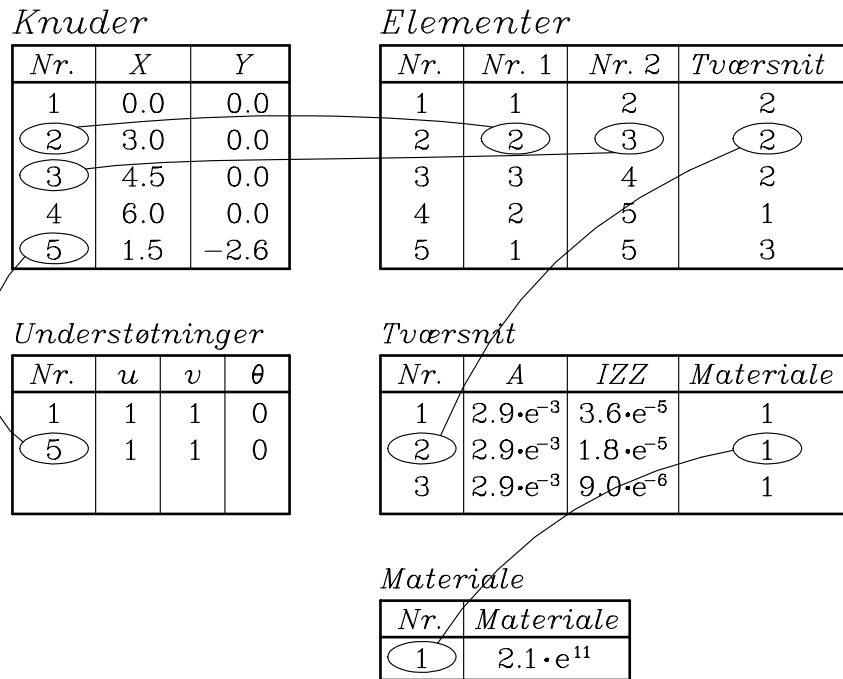 Knuder
Nr. X Y
1 0.0 0.0
2 3.0 0.0
3 4.5 0.0
4 6.0 0.0
5 1.5 −2.6
Elementer
Nr. Nr. 1 Nr. 2 Tværsnit
1 1 2 2
2 2 3 2
3 3 4 2
4 2 5 1
5 1 5 3
Understøtninger
Nr. u v θ
1 1 1 0
5 1 1 0
Tværsnit
Nr. A IZZ Materiale
1 2.9·e⁻³ 3.6·e⁻⁵ 1
2 2.9·e⁻³ 1.8·e⁻⁵ 1
3 2.9·e⁻³ 9.0·e⁻⁶ 1
Materiale
Nr. Materiale
1 2.1·e¹¹